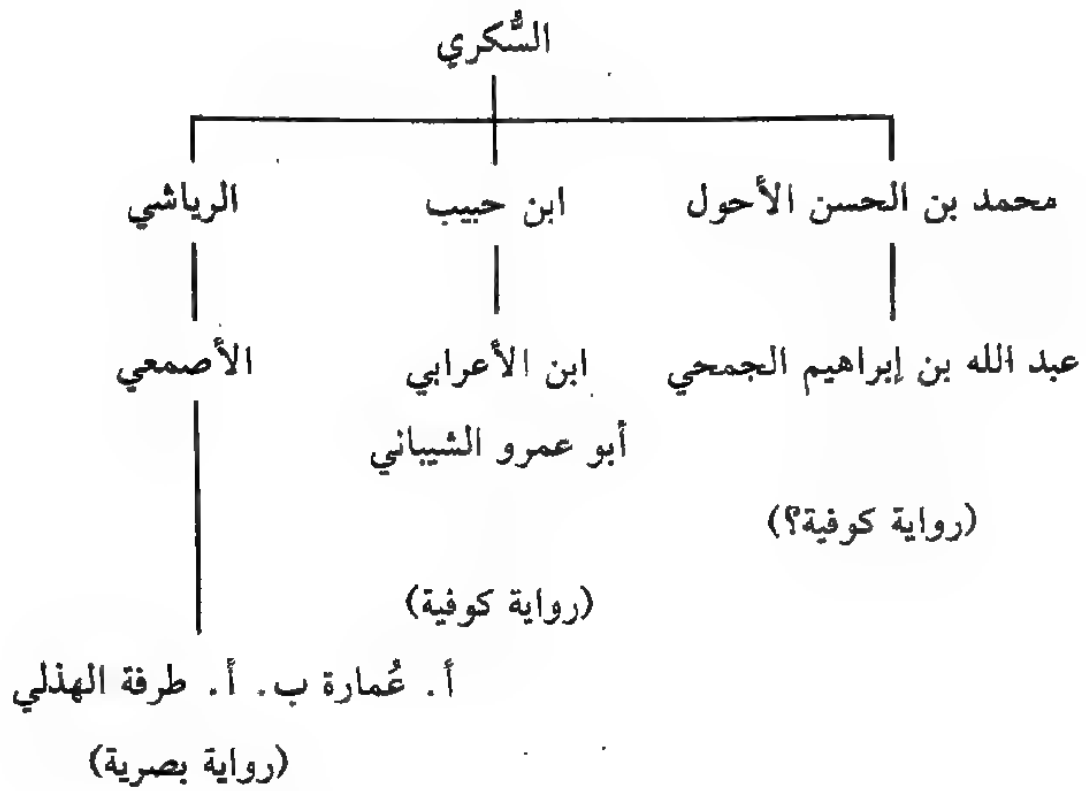 السُّكري
محمد بن الحسن الأحول ابن حبيب الرياشي
عبد الله بن إبراهيم الجمحي ابن الأعرابي الأصمعي
أبو عمرو الشيباني
(رواية كوفية؟)
(رواية كوفية)
أ. عُمارة ب. أ. طرفة الهذلي
(رواية بصرية)